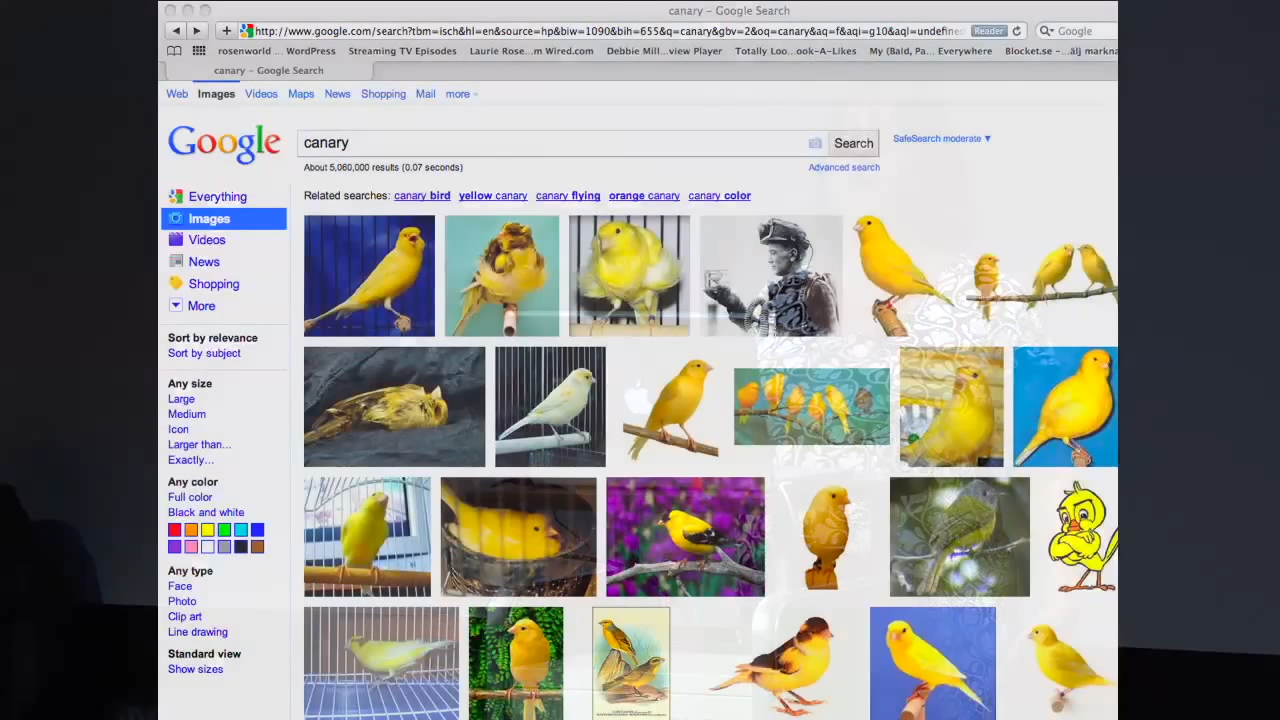 canary – Google Search
http://www.google.com/search?tbm=isch&hl=en&source=hp&biw=1090&bih=655&q=canary&gbv=2&oq=canary&aq=f&aqi=g10&aql=undefine
Reader
Google
rosenworld ... WordPress
Streaming TV Episodes
Laurie Rose...m Wired.com
Debbie Mill...view Player
Totally Loo...ook-A-Likes
My (Bald, Pa... Everywhere
Blocket.se –...älj markna
canary – Google Search
Web Images Videos Maps News Shopping Mail more
Google
canary
Search
SafeSearch moderate ▼
About 5,060,000 results (0.07 seconds)
Advanced search
Related searches: canary bird yellow canary canary flying orange canary canary color
Everything
Images
Videos
News
Shopping
More
Sort by relevance
Sort by subject
Any size
Large
Medium
Icon
Larger than...
Exactly...
Any color
Full color
Black and white
Any type
Face
Photo
Clip art
Line drawing
Standard view
Show sizes